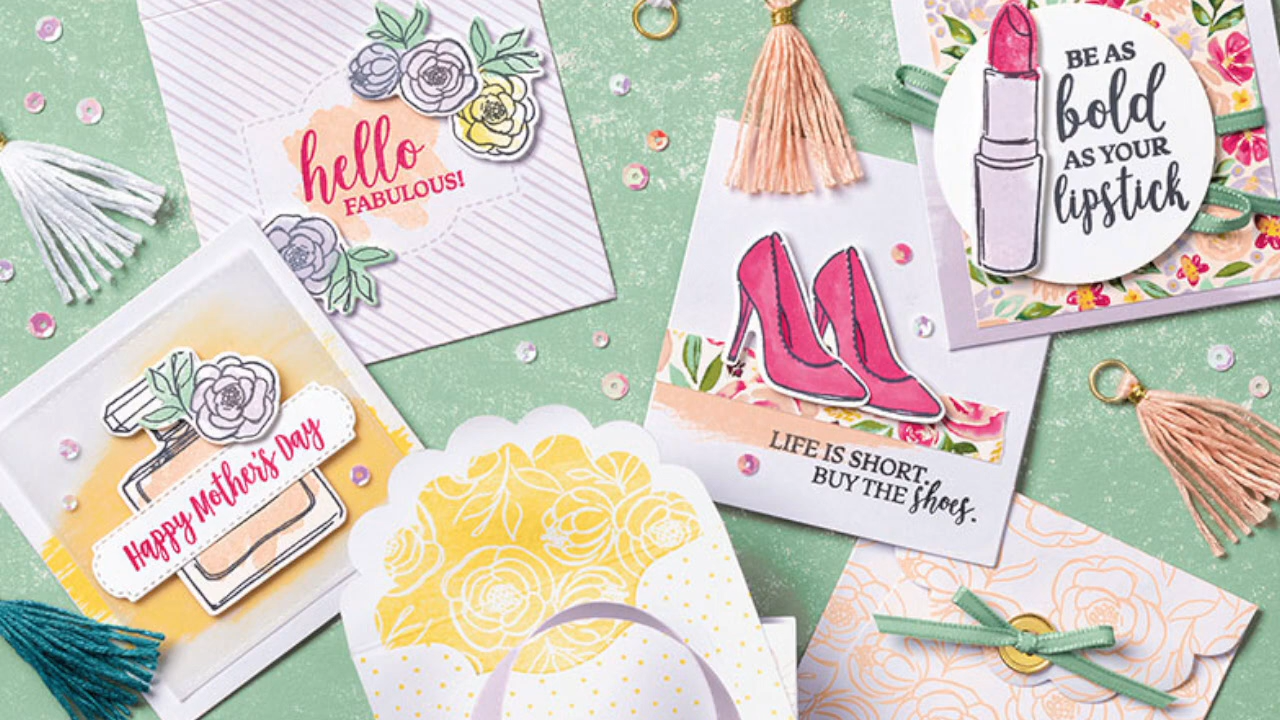 hello
FABULOUS!
BE AS
bold
AS YOUR
lipstick
Happy Mother's Day
LIFE IS SHORT.
BUY THE shoes.